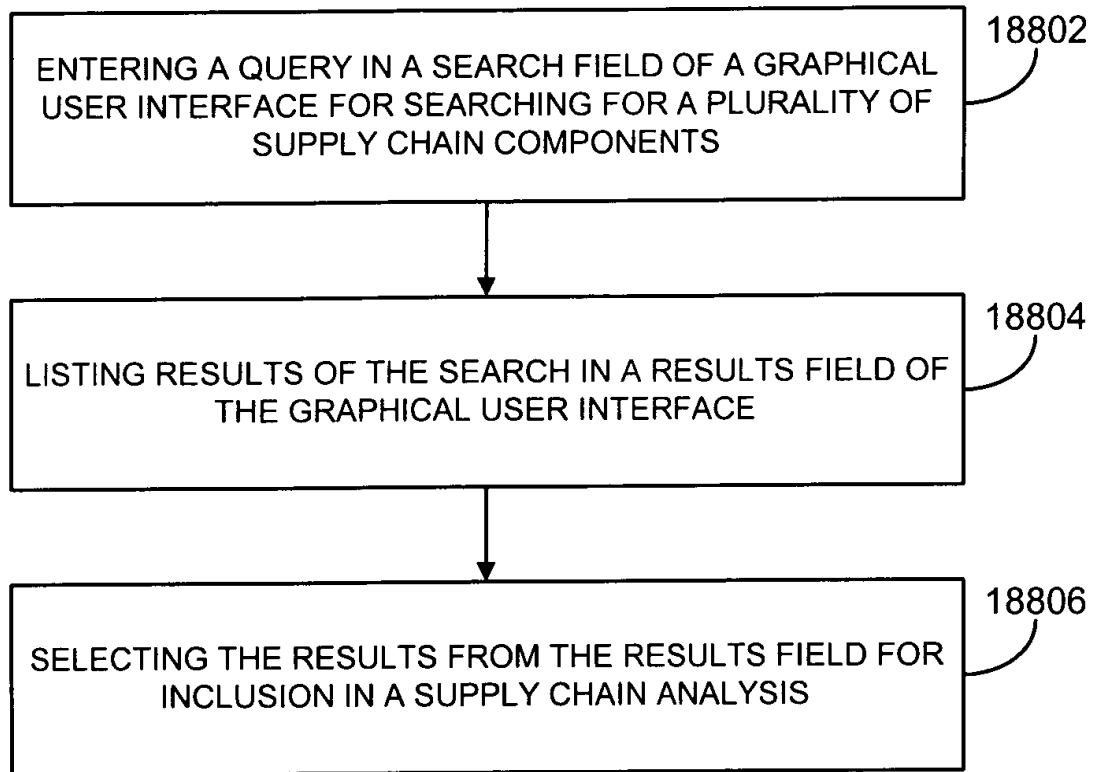 18802
ENTERING A QUERY IN A SEARCH FIELD OF A GRAPHICAL
USER INTERFACE FOR SEARCHING FOR A PLURALITY OF
SUPPLY CHAIN COMPONENTS
18804
LISTING RESULTS OF THE SEARCH IN A RESULTS FIELD OF
THE GRAPHICAL USER INTERFACE
18806
SELECTING THE RESULTS FROM THE RESULTS FIELD FOR
INCLUSION IN A SUPPLY CHAIN ANALYSIS